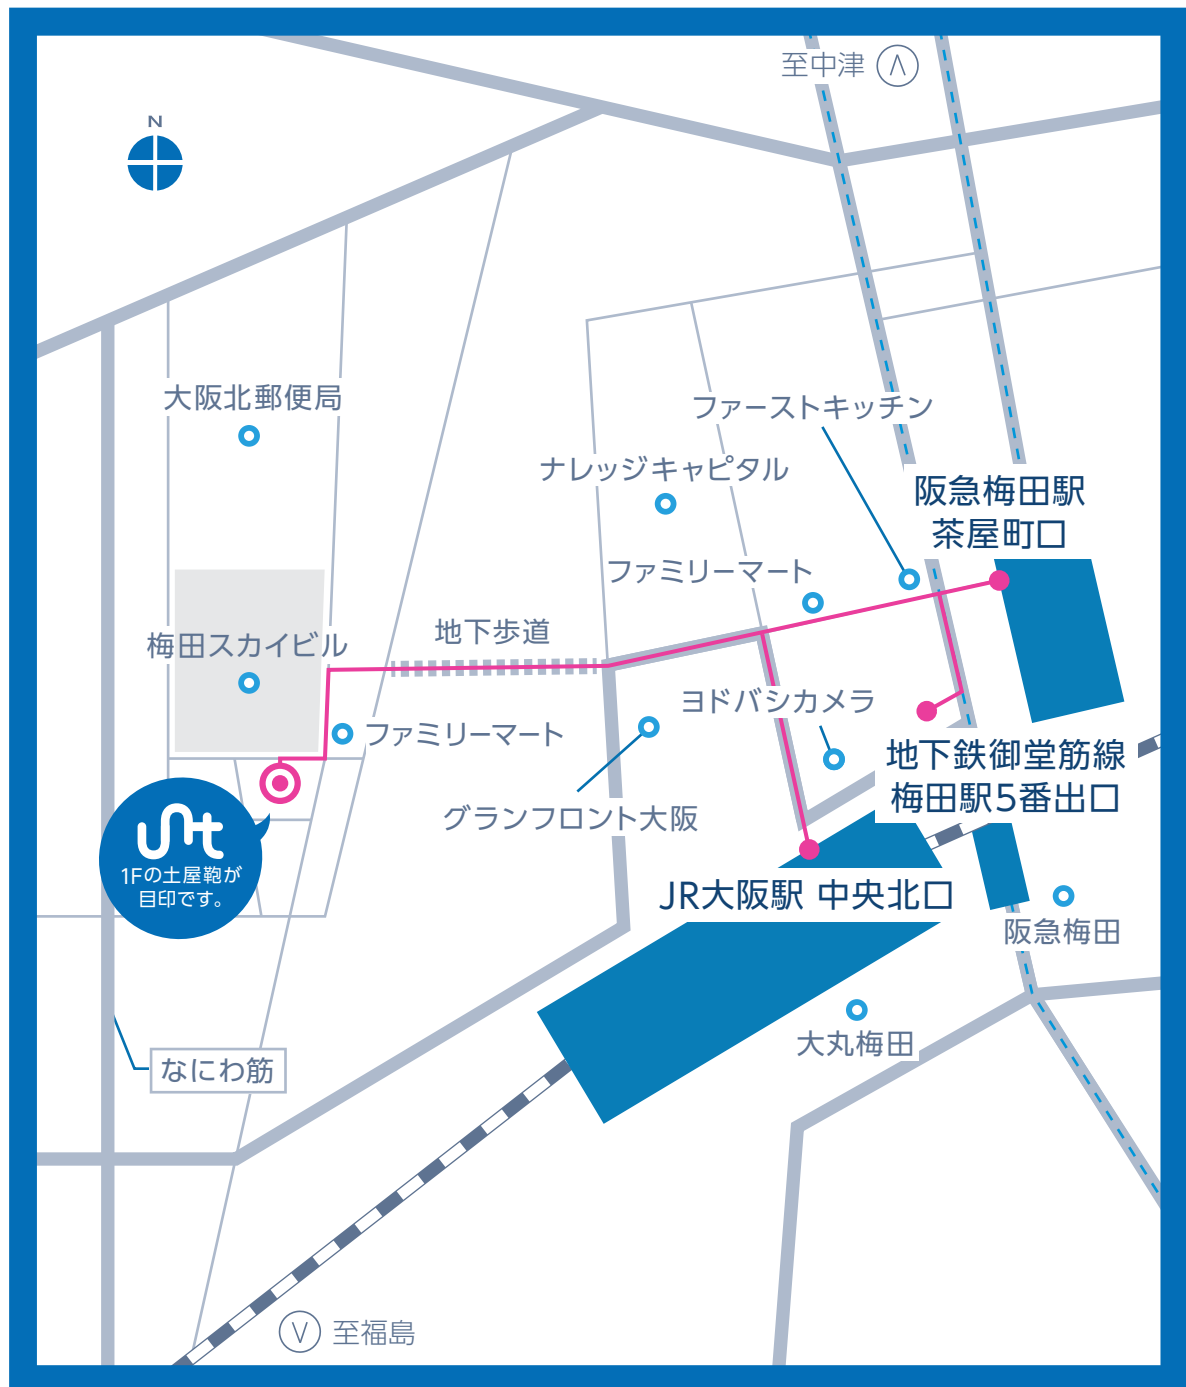 至中津
N
大阪北郵便局
ファーストキッチン
ナレッジキャピタル
阪急梅田駅
茶屋町口
ファミリーマート
地下歩道
梅田スカイビル
ヨドバシカメラ
ファミリーマート
地下鉄御堂筋線
梅田駅5番出口
グランフロント大阪
1Fの土屋鞄が
目印です。
JR大阪駅 中央北口
阪急梅田
大丸梅田
なにわ筋
至福島